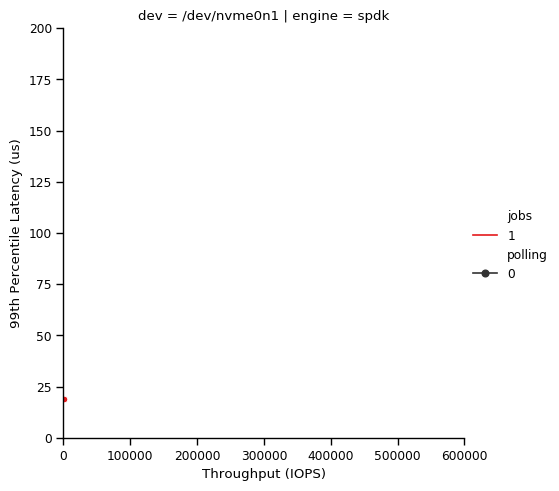 dev = /dev/nvme0n1 | engine = spdk
200
175
150
125
100
75
50
25
0
99th Percentile Latency (us)
0 100000 200000 300000 400000 500000 600000
Throughput (IOPS)
jobs
1
polling
0